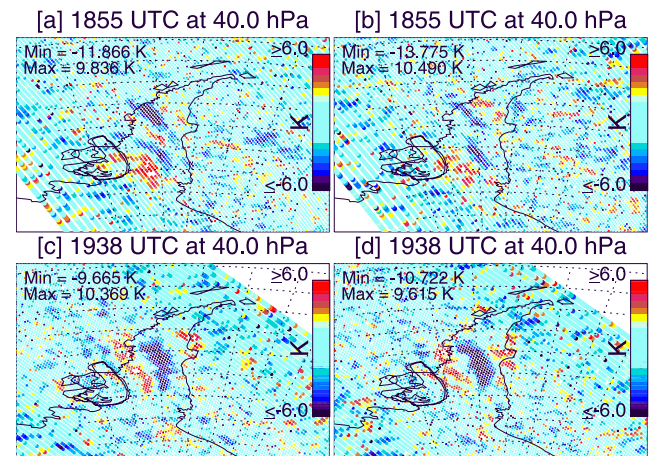 [a] 1855 UTC at 40.0 hPa
Min = -11.866 K
Max = 9.836 K
≥6.0
K
≤-6.0
[b] 1855 UTC at 40.0 hPa
Min = -13.775 K
Max = 10.490 K
≥6.0
K
≤-6.0
[c] 1938 UTC at 40.0 hPa
Min = -9.665 K
Max = 10.369 K
≥6.0
K
≤-6.0
[d] 1938 UTC at 40.0 hPa
Min = -10.722 K
Max = 9.615 K
≥6.0
K
≤-6.0